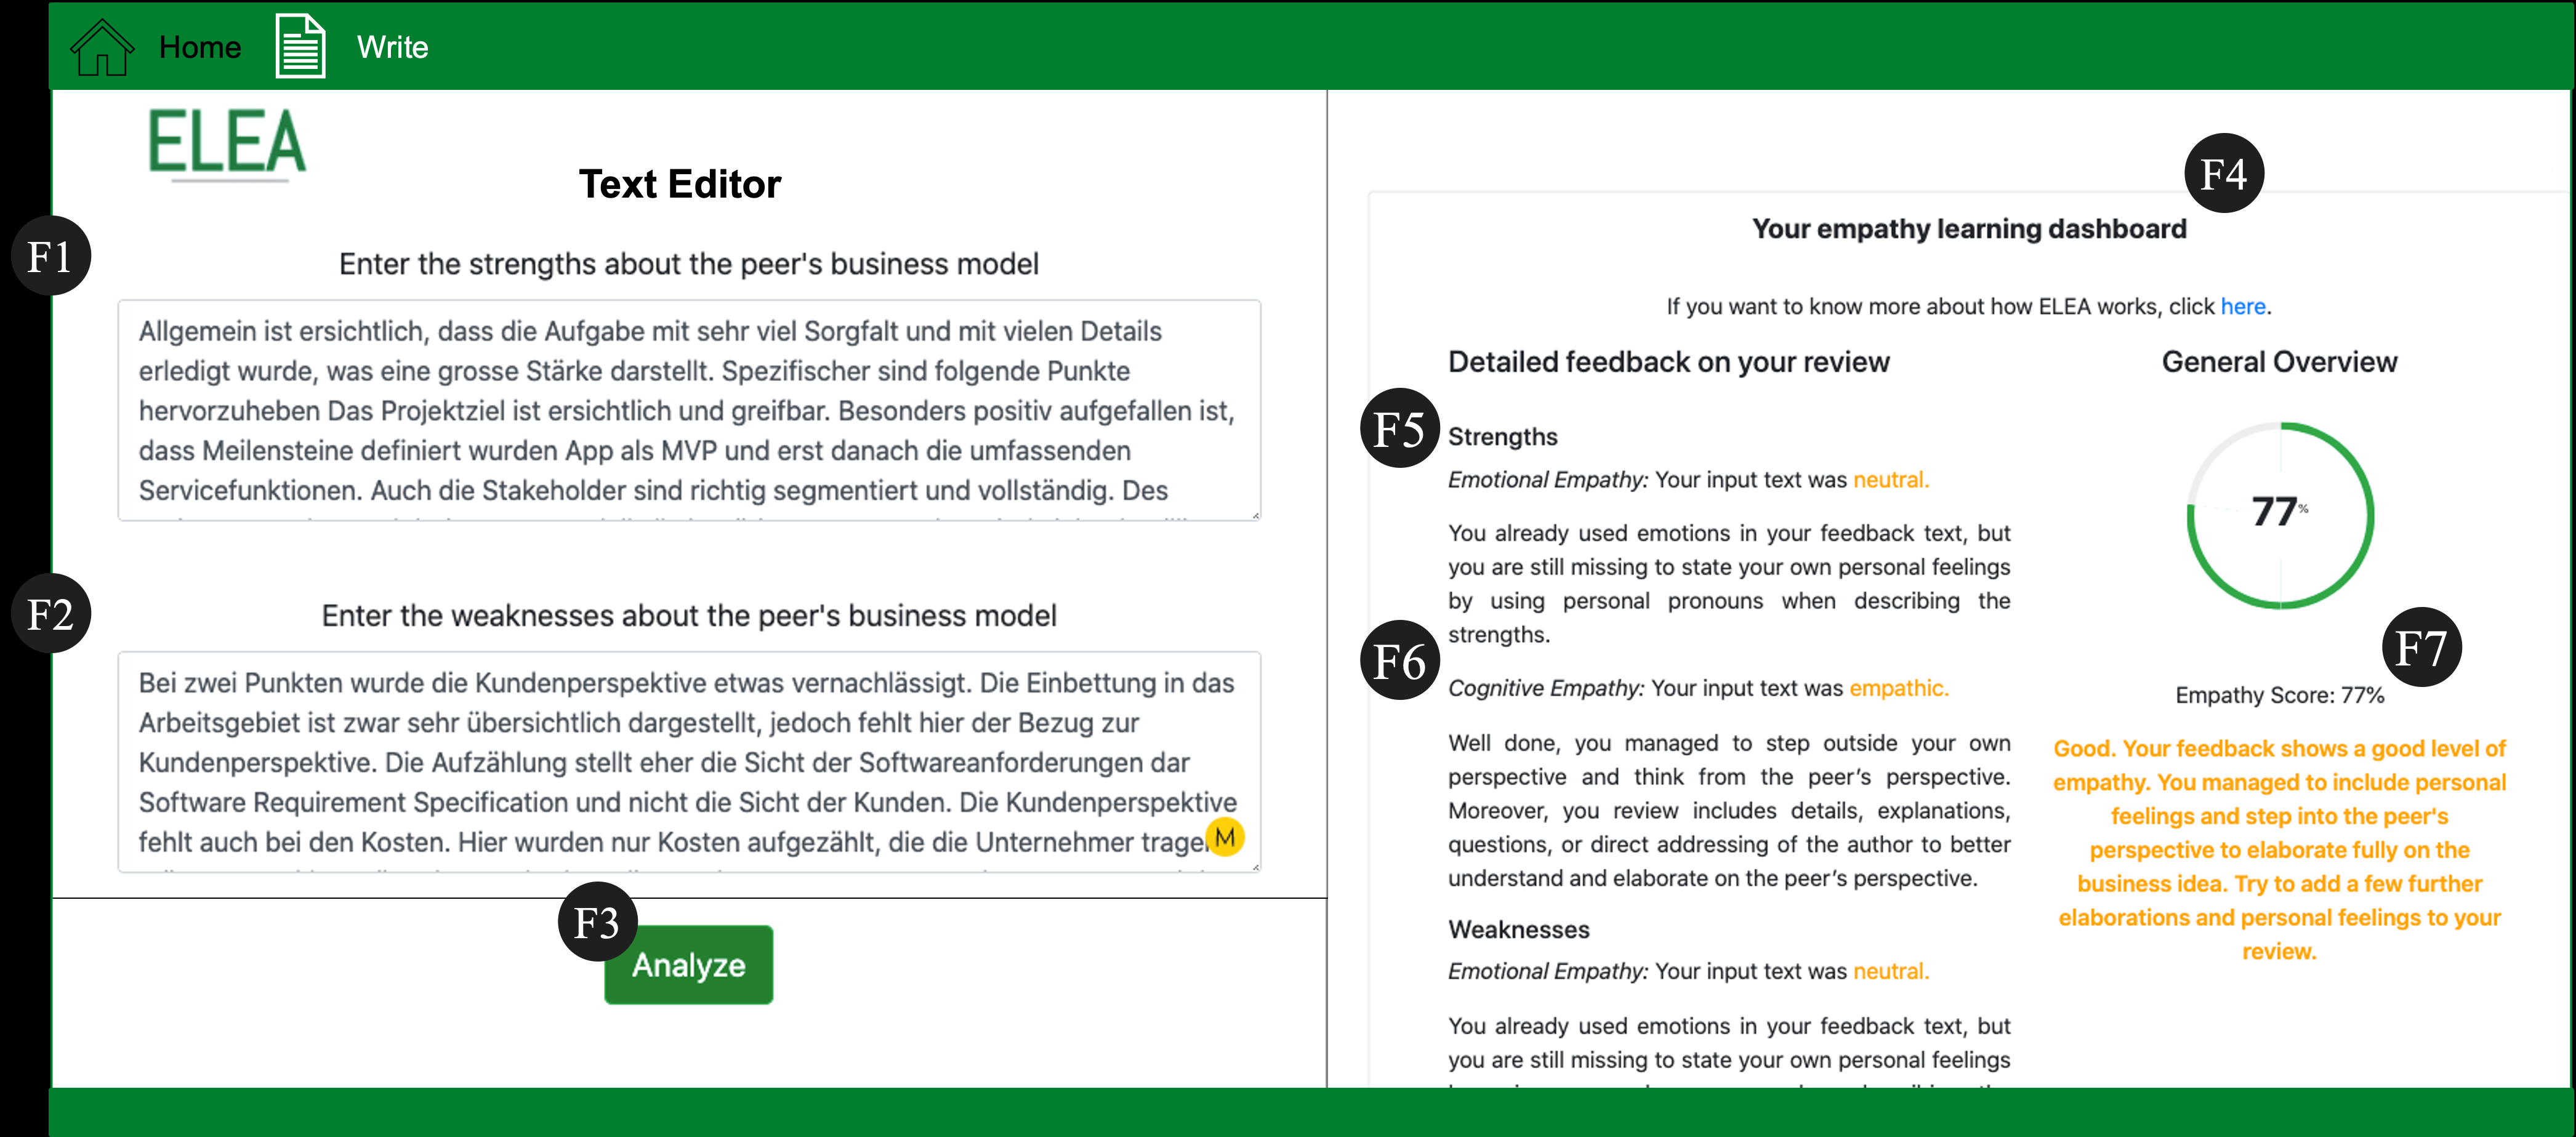 Home
Write
ELEA
Text Editor
F1
Enter the strengths about the peer's business model
Allgemein ist ersichtlich, dass die Aufgabe mit sehr viel Sorgfalt und mit vielen Details
erledigt wurde, was eine grosse Stärke darstellt. Spezifischer sind folgende Punkte
hervorzuheben Das Projektziel ist ersichtlich und greifbar. Besonders positiv aufgefallen ist,
dass Meilensteine definiert wurden App als MVP und erst danach die umfassenden
Servicefunktionen. Auch die Stakeholder sind richtig segmentiert und vollständig. Des
F2
Enter the weaknesses about the peer's business model
Bei zwei Punkten wurde die Kundenperspektive etwas vernachlässigt. Die Einbettung in das
Arbeitsgebiet ist zwar sehr übersichtlich dargestellt, jedoch fehlt hier der Bezug zur
Kundenperspektive. Die Aufzählung stellt eher die Sicht der Softwareanforderungen dar
Software Requirement Specification und nicht die Sicht der Kunden. Die Kundenperspektive
fehlt auch bei den Kosten. Hier wurden nur Kosten aufgezählt, die die Unternehmer trage
M
F3
Analyze
F4
Your empathy learning dashboard
If you want to know more about how ELEA works, click here.
Detailed feedback on your review
F5
Strengths
Emotional Empathy: Your input text was neutral.
You already used emotions in your feedback text, but
you are still missing to state your own personal feelings
by using personal pronouns when describing the
strengths.
F6
Cognitive Empathy: Your input text was empathic.
Well done, you managed to step outside your own
perspective and think from the peer's perspective.
Moreover, you review includes details, explanations,
questions, or direct addressing of the author to better
understand and elaborate on the peer's perspective.
Weaknesses
Emotional Empathy: Your input text was neutral.
You already used emotions in your feedback text, but
you are still missing to state your own personal feelings
General Overview
77%
F7
Empathy Score: 77%
Good. Your feedback shows a good level of
empathy. You managed to include personal
feelings and step into the peer's
perspective to elaborate fully on the
business idea. Try to add a few further
elaborations and personal feelings to your
review.